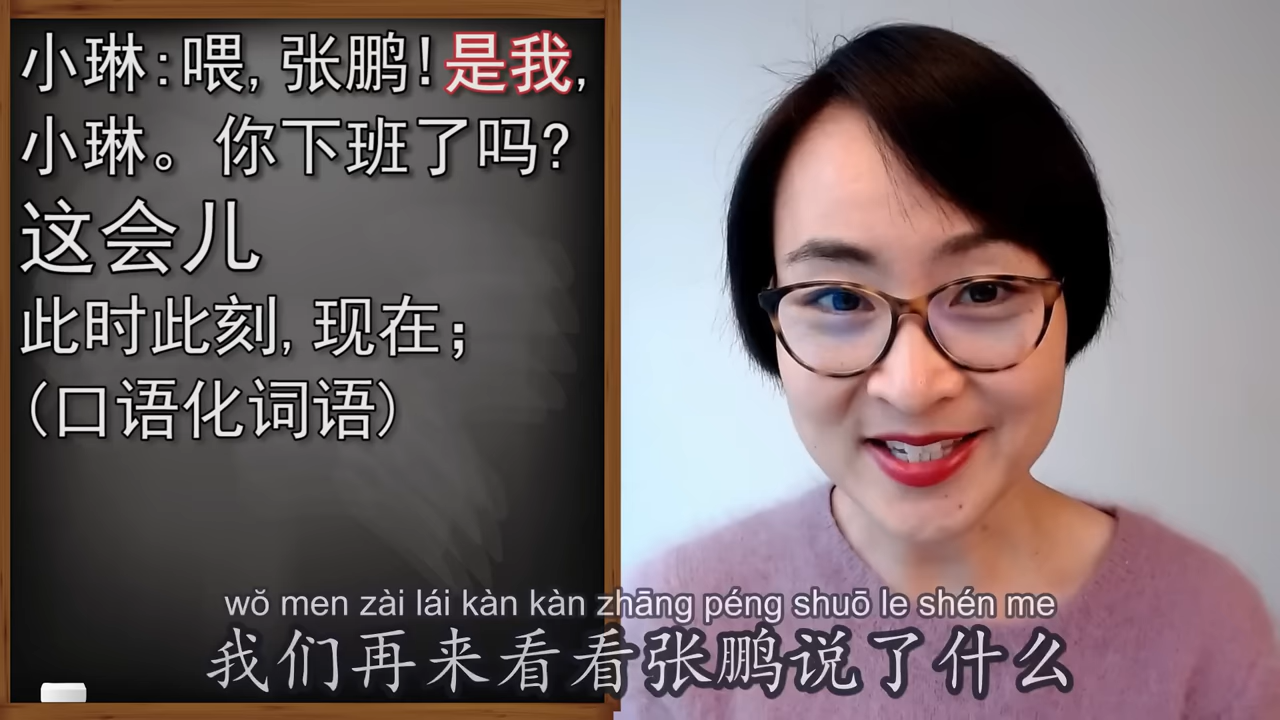 小琳:喂,张鹏!是我,
小琳。你下班了吗?
这会儿
此时此刻,现在;
(口语化词语)
wǒ men zài lái kàn kàn zhāng péng shuō le shén me
我们再来看看张鹏说了什么